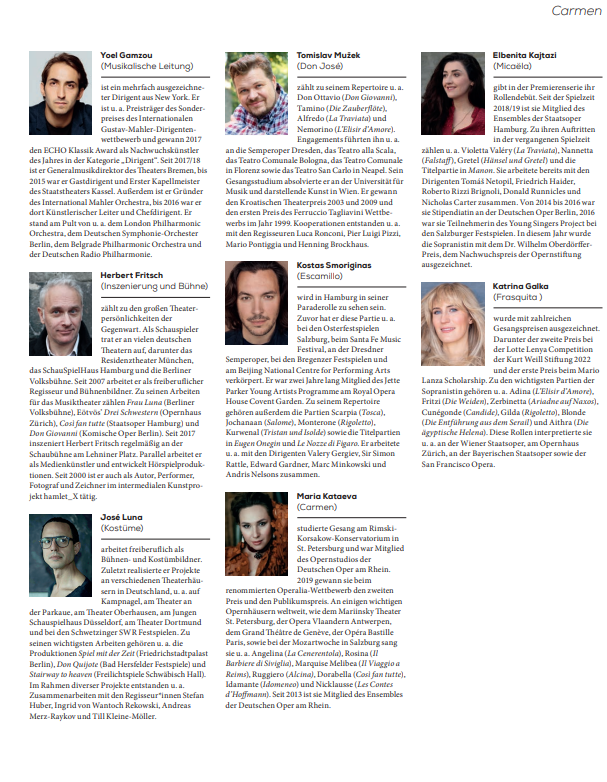 Carmen
Yoel Gamzou
(Musikalische Leitung)
ist ein mehrfach ausgezeichne-
ter Dirigent aus New York. Er
ist u. a. Preisträger des Sonder-
preises des Internationalen
Gustav-Mahler-Dirigenten-
wettbewerb und gewann 2017
den ECHO Klassik Award als Nachwuchskünstler
des Jahres in der Kategorie „Dirigent“. Seit 2017/18
ist er Generalmusikdirektor des Theaters Bremen, bis
2015 war er Gastdirigent und Erster Kapellmeister
des Staatstheaters Kassel. Außerdem ist er Gründer
des International Mahler Orchestra, bis 2016 war er
dort Künstlerischer Leiter und Chefdirigent. Er
stand am Pult von u. a. dem London Philharmonic
Orchestra, dem Deutschen Symphonie-Orchester
Berlin, dem Belgrade Philharmonic Orchestra und
der Deutschen Radio Philharmonie.
Herbert Fritsch
(Inszenierung und Bühne)
zählt zu den großen Theater-
persönlichkeiten der
Gegenwart. Als Schauspieler
trat er an vielen deutschen
Theatern auf, darunter das
Residenztheater München,
das SchauSpielHaus Hamburg und die Berliner
Volksbühne. Seit 2007 arbeitet er als freiberuflicher
Regisseur und Bühnenbildner. Zu seinen Arbeiten
für das Musiktheater zählen Frau Luna (Berliner
Volksbühne), Eötvös’ Drei Schwestern (Opernhaus
Zürich), Così fan tutte (Staatsoper Hamburg) und
Don Giovanni (Komische Oper Berlin). Seit 2017
inszeniert Herbert Fritsch regelmäßig an der
Schaubühne am Lehniner Platz. Parallel arbeitet er
als Medienkünstler und entwickelt Hörspielproduk-
tionen. Seit 2000 ist er auch als Autor, Performer,
Fotograf und Zeichner im intermedialen Kunstpro-
jekt hamlet_X tätig.
José Luna
(Kostüme)
arbeitet freiberuflich als
Bühnen- und Kostümbildner.
Zuletzt realisierte er Projekte
an verschiedenen Theaterhäu-
sern in Deutschland, u. a. auf
Kampnagel, am Theater an
der Parkaue, am Theater Oberhausen, am Jungen
Schauspielhaus Düsseldorf, am Theater Dortmund
und bei den Schwetzinger SWR Festspielen. Zu
seinen wichtigsten Arbeiten gehören u. a. die
Produktionen Spiel mit der Zeit (Friedrichstadtpalast
Berlin), Don Quijote (Bad Hersfelder Festspiele) und
Stairway to heaven (Freilichtspiele Schwäbisch Hall).
Im Rahmen diverser Projekte entstanden u. a.
Zusammenarbeiten mit den Regisseur*innen Stefan
Huber, Ingrid von Wantoch Rekowski, Andreas
Merz-Raykov und Till Kleine-Möller.
Tomislav Mužek
(Don José)
zählt zu seinem Repertoire u. a.
Don Ottavio (Don Giovanni),
Tamino (Die Zauberflöte),
Alfredo (La Traviata) und
Nemorino (L’Elisir d’Amore).
Engagements führten ihn u. a.
an die Semperoper Dresden, das Teatro alla Scala,
das Teatro Comunale Bologna, das Teatro Comunale
in Florenz sowie das Teatro San Carlo in Neapel. Sein
Gesangsstudium absolvierte er an der Universität für
Musik und darstellende Kunst in Wien. Er gewann
den Kroatischen Theaterpreis 2003 und 2009 und
den ersten Preis des Ferruccio Tagliavini Wettbe-
werbs im Jahr 1999. Kooperationen entstanden u. a.
mit den Regisseuren Luca Ronconi, Pier Luigi Pizzi,
Mario Pontiggia und Henning Brockhaus.
Kostas Smoriginas
(Escamillo)
wird in Hamburg in seiner
Paraderolle zu sehen sein.
Zuvor hat er diese Partie u. a.
bei den Osterfestspielen
Salzburg, beim Santa Fe Music
Festival, an der Dresdner
Semperoper, bei den Bregenzer Festspielen und
am Beijing National Centre for Performing Arts
verkörpert. Er war zwei Jahre lang Mitglied des Jette
Parker Young Artists Programme am Royal Opera
House Covent Garden. Zu seinem Repertoire
gehören außerdem die Partien Scarpia (Tosca),
Jochanaan (Salome), Monterone (Rigoletto),
Kurwenal (Tristan und Isolde) sowie die Titelpartien
in Eugen Onegin und Le Nozze di Figaro. Er arbeitete
u. a. mit den Dirigenten Valery Gergiev, Sir Simon
Rattle, Edward Gardner, Marc Minkowski und
Andris Nelsons zusammen.
Maria Kataeva
(Carmen)
studierte Gesang am Rimski-
Korsakow-Konservatorium in
St. Petersburg und war Mitglied
des Opernstudios der
Deutschen Oper am Rhein.
2019 gewann sie beim
renommierten Operalia-Wettbewerb den zweiten
Preis und den Publikumspreis. An einigen wichtigen
Opernhäusern weltweit, wie dem Mariinsky Theater
St. Petersburg, der Opera Vlaandern Antwerpen,
dem Grand Théâtre de Genève, der Opéra Bastille
Paris, sowie bei der Mozartwoche in Salzburg sang
sie u. a. Angelina (La Cenerentola), Rosina (Il
Barbiere di Siviglia), Marquise Melibea (Il Viaggio a
Reims), Ruggiero (Alcina), Dorabella (Così fan tutte),
Idamante (Idomeneo) und Nicklausse (Les Contes
d’Hoffmann). Seit 2013 ist sie Mitglied des Ensembles
der Deutschen Oper am Rhein.
Elbenita Kajtazi
(Micaëla)
gibt in der Premierenserie ihr
Rollendebüt. Seit der Spielzeit
2018/19 ist sie Mitglied des
Ensembles der Staatsoper
Hamburg. Zu ihren Auftritten
in der vergangenen Spielzeit
zählen u. a. Violetta Valéry (La Traviata), Nannetta
(Falstaff), Gretel (Hänsel und Gretel) und die
Titelpartie in Manon. Sie arbeitete bereits mit den
Dirigenten Tomáš Netopil, Friedrich Haider,
Roberto Rizzi Brignoli, Donald Runnicles und
Nicholas Carter zusammen. Von 2014 bis 2016 war
sie Stipendiatin an der Deutschen Oper Berlin, 2016
war sie Teilnehmerin des Young Singers Project bei
den Salzburger Festspielen. In diesem Jahr wurde
die Sopranistin mit dem Dr. Wilhelm Oberdörffer-
Preis, dem Nachwuchspreis der Opernstiftung
ausgezeichnet.
Katrina Galka
(Frasquita )
wurde mit zahlreichen
Gesangspreisen ausgezeichnet.
Darunter der zweite Preis bei
der Lotte Lenya Competition
der Kurt Weill Stiftung 2022
und der erste Preis beim Mario
Lanza Scholarship. Zu den wichtigsten Partien der
Sopranistin gehören u. a. Adina (L’Elisir d’Amore),
Fritzi (Die Weiden), Zerbinetta (Ariadne auf Naxos),
Cunégonde (Candide), Gilda (Rigoletto), Blonde
(Die Entführung aus dem Serail) und Aithra (Die
ägyptische Helena). Diese Rollen interpretierte sie
u. a. an der Wiener Staatsoper, am Opernhaus
Zürich, an der Bayerischen Staatsoper sowie der
San Francisco Opera.